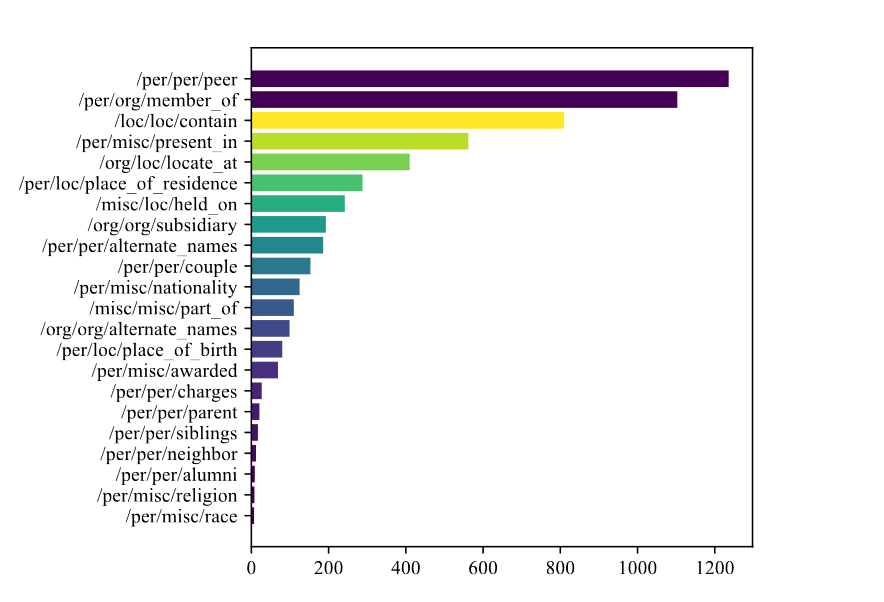 /per/per/peer
/per/org/member_of
/loc/loc/contain
/per/misc/present_in
/org/loc/locate_at
/per/loc/place_of_residence
/misc/loc/held_on
/org/org/subsidiary
/per/per/alternate_names
/per/per/couple
/per/misc/nationality
/misc/misc/part_of
/org/org/alternate_names
/per/loc/place_of_birth
/per/misc/awarded
/per/per/charges
/per/per/parent
/per/per/siblings
/per/per/neighbor
/per/per/alumni
/per/misc/religion
/per/misc/race
0 200 400 600 800 1000 1200